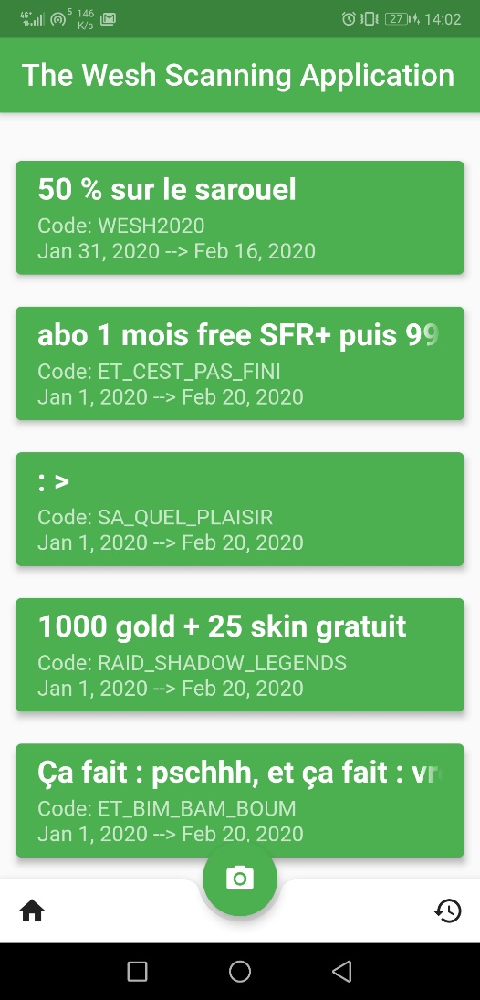 4G 5 146 K/s 27 14:02
The Wesh Scanning Application
50 % sur le sarouel
Code: WESH2020
Jan 31, 2020 --> Feb 16, 2020
abo 1 mois free SFR+ puis 99
Code: ET_CEST_PAS_FINI
Jan 1, 2020 --> Feb 20, 2020
: >
Code: SA_QUEL_PLAISIR
Jan 1, 2020 --> Feb 20, 2020
1000 gold + 25 skin gratuit
Code: RAID_SHADOW_LEGENDS
Jan 1, 2020 --> Feb 20, 2020
Ça fait : pschhh, et ça fait : vr
Code: ET_BIM_BAM_BOUM
Jan 1, 2020 --> Feb 20, 2020